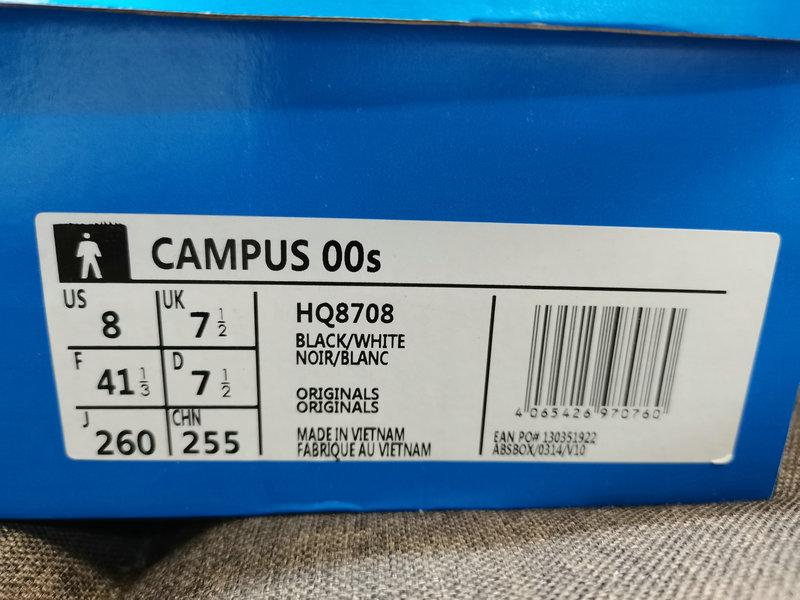 CAMPUS 00s
US 8 UK 7 1/2
F 41 1/3 D 7 1/2
J 260 CHN 255
HQ8708
BLACK/WHITE
NOIR/BLANC
ORIGINALS
ORIGINALS
MADE IN VIETNAM
FABRIQUE AU VIETNAM
4 065426 970760
EAN PO# 130351922
ABSBOX/0314/V10